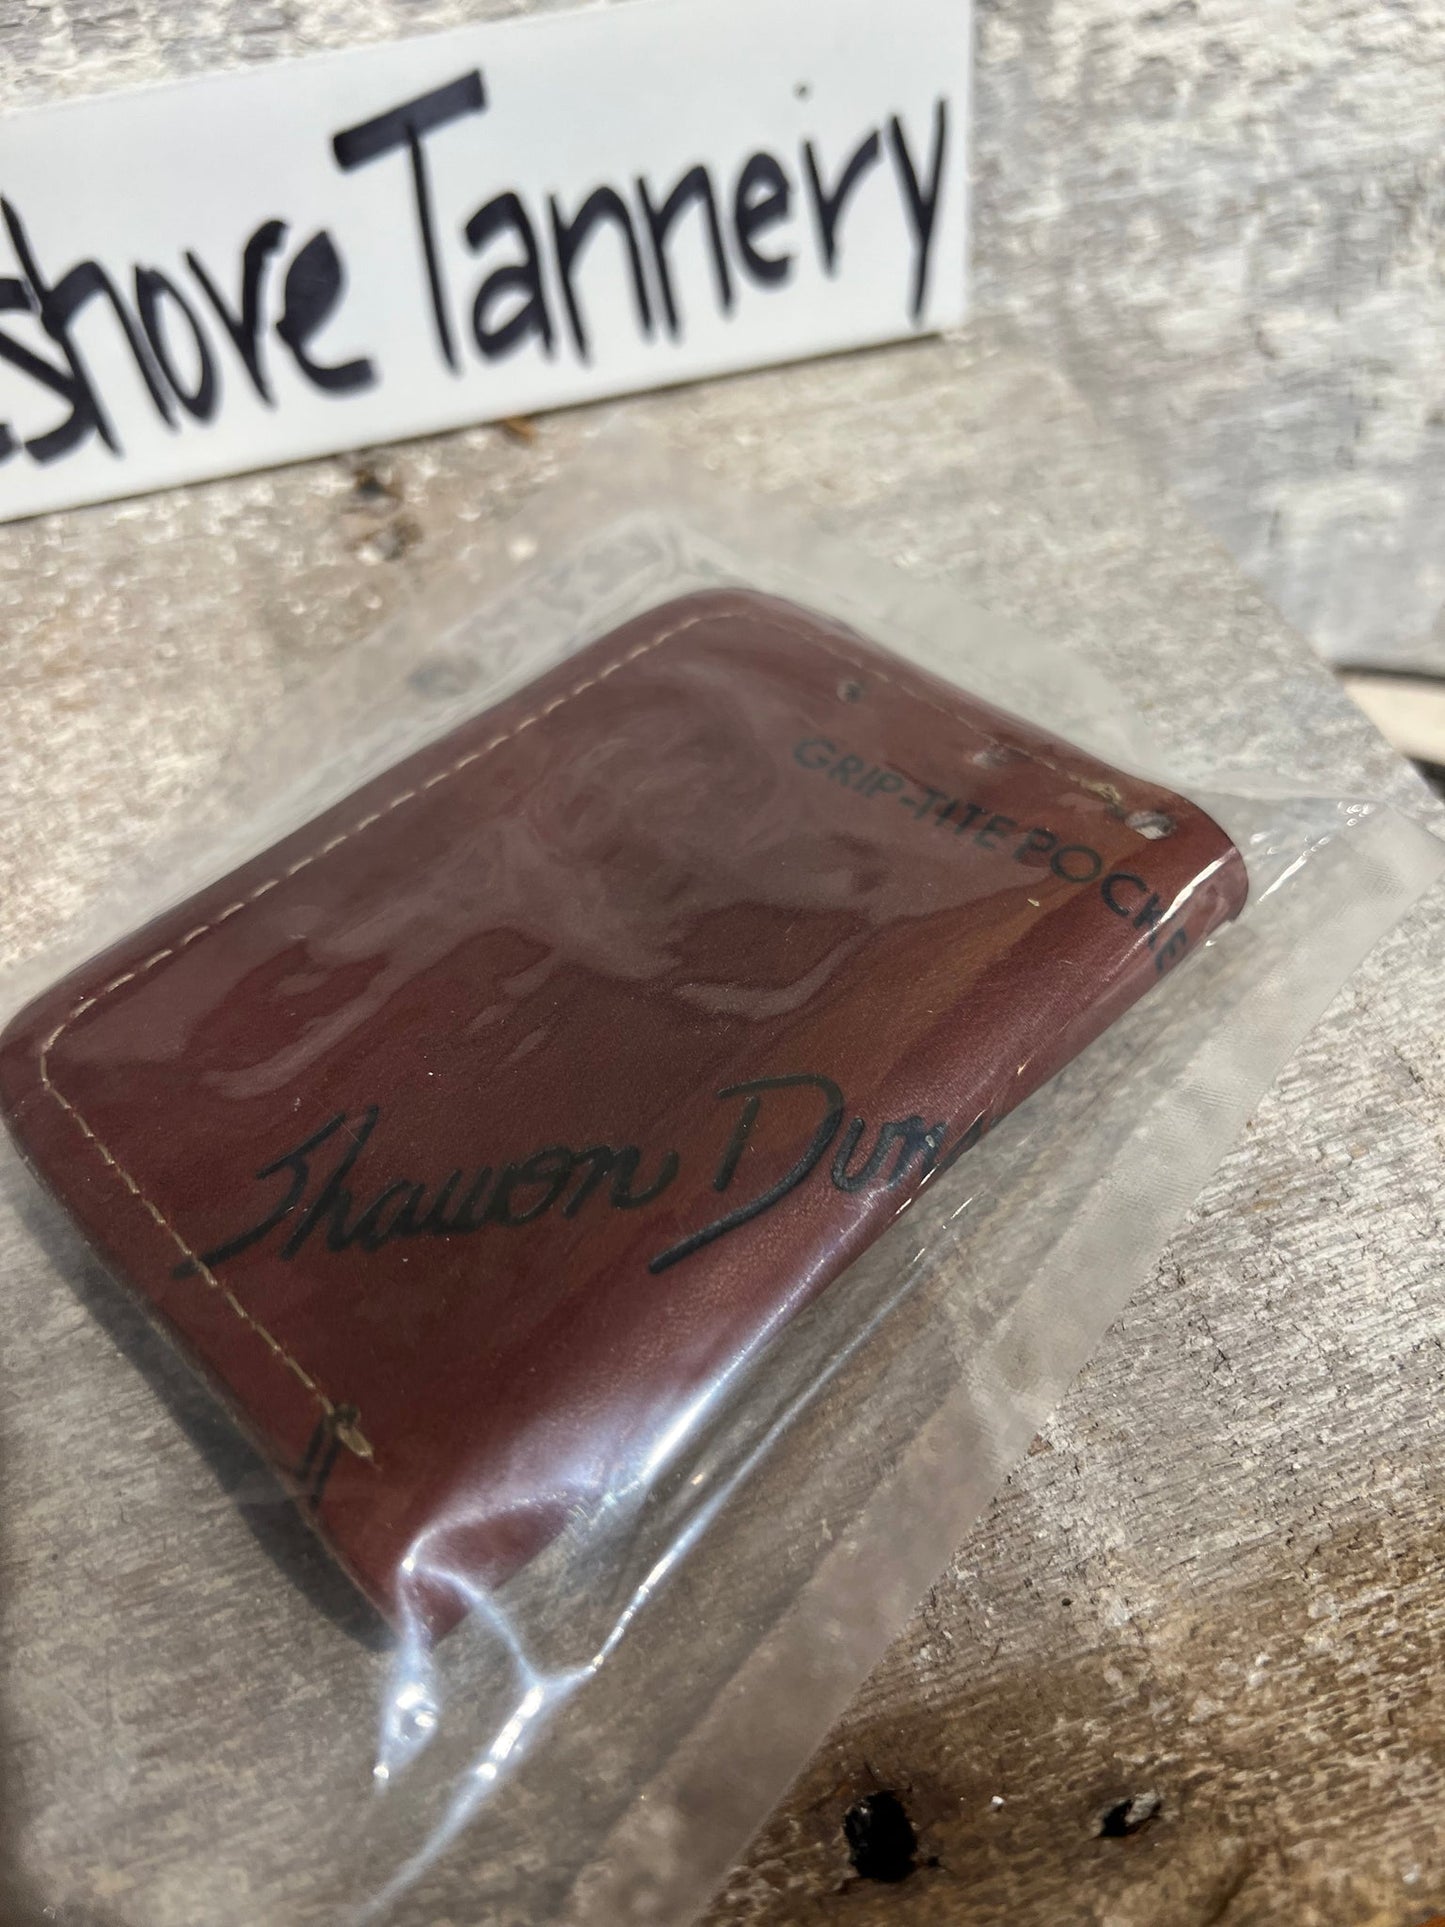 shore Tannery
GRIP-TITE POCKE
Shawon Dun